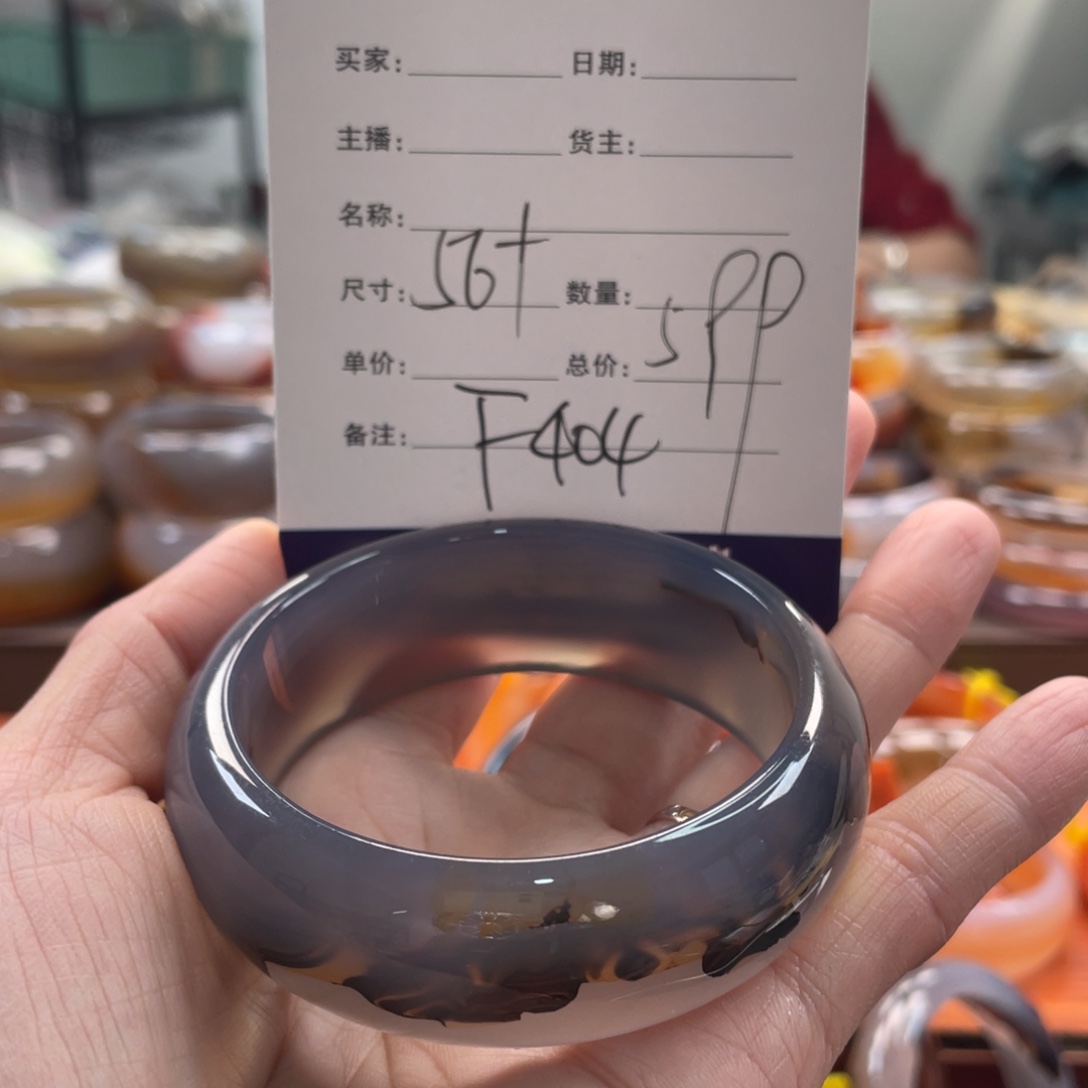 买家： 日期：
主播： 货主：
名称：
尺寸：56+ 数量：
单价： 总价：5PP
备注：F404